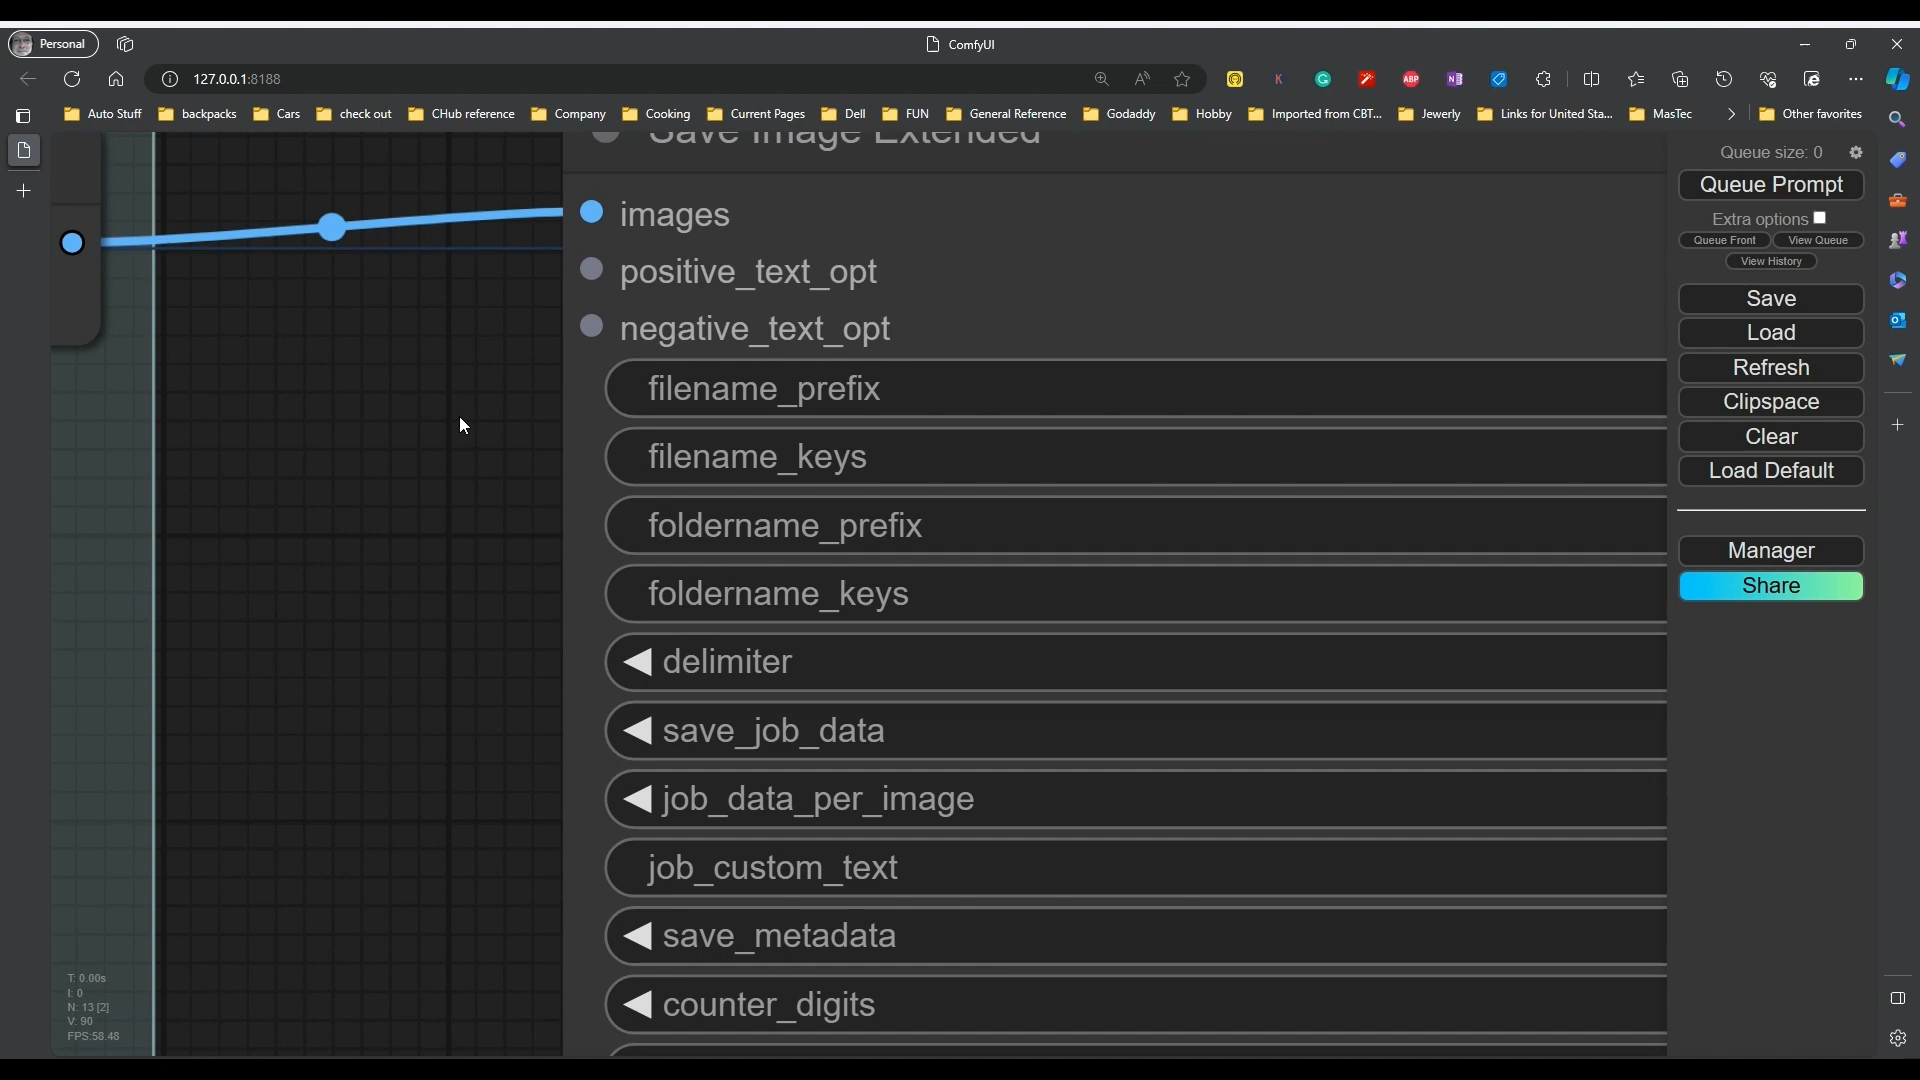 Personal
ComfyUI
127.0.0.1:8188
Auto Stuff
backpacks
Cars
check out
CHub reference
Company
Cooking
Current Pages
Dell
FUN
General Reference
Godaddy
Hobby
Imported from CBT...
Jewerly
Links for United Sta...
MasTec
Other favorites
Save Image Extended
images
positive_text_opt
negative_text_opt
filename_prefix
filename_keys
foldername_prefix
foldername_keys
delimiter
save_job_data
job_data_per_image
job_custom_text
save_metadata
counter_digits
Queue size: 0
Queue Prompt
Extra options
Queue Front
View Queue
View History
Save
Load
Refresh
Clipspace
Clear
Load Default
Manager
Share
T: 0.00s
I: 0
N: 13 [2]
V: 90
FPS:58.48